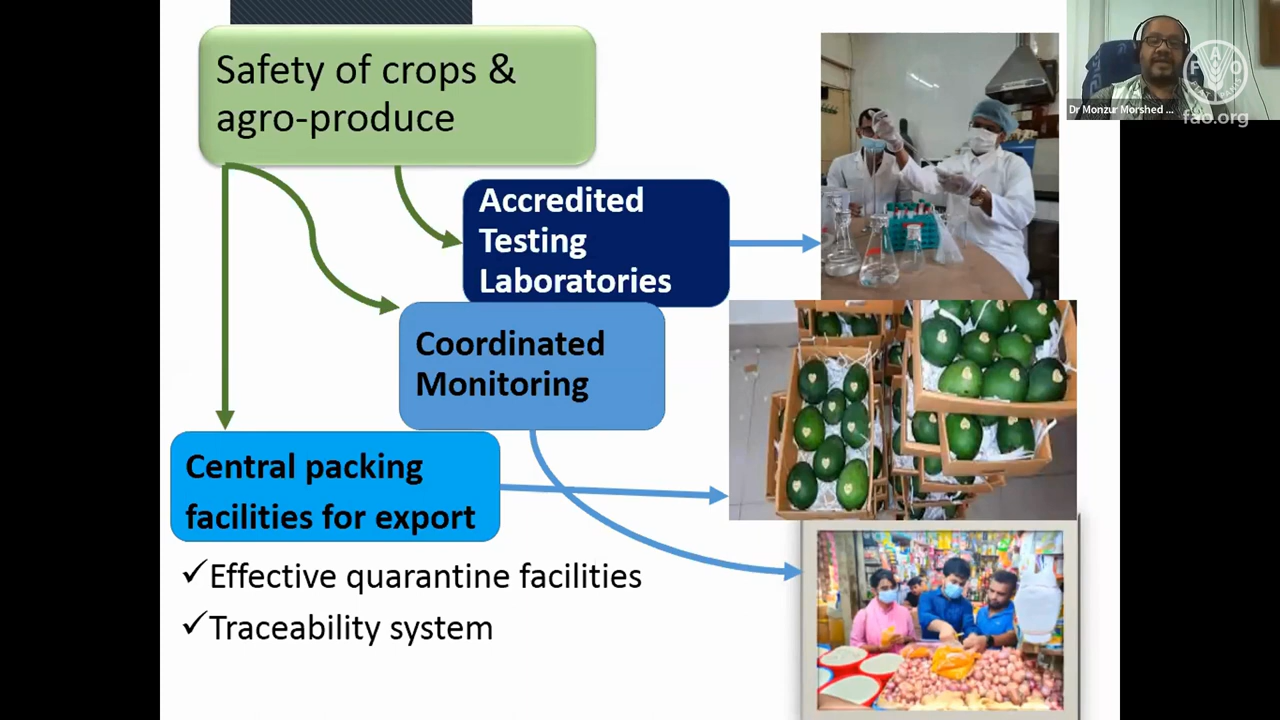 Safety of crops &
agro-produce
Accredited
Testing
Laboratories
Coordinated
Monitoring
Central packing
facilities for export
✓Effective quarantine facilities
✓Traceability system
Dr Monzur Morshed ...
FAO
fao.org